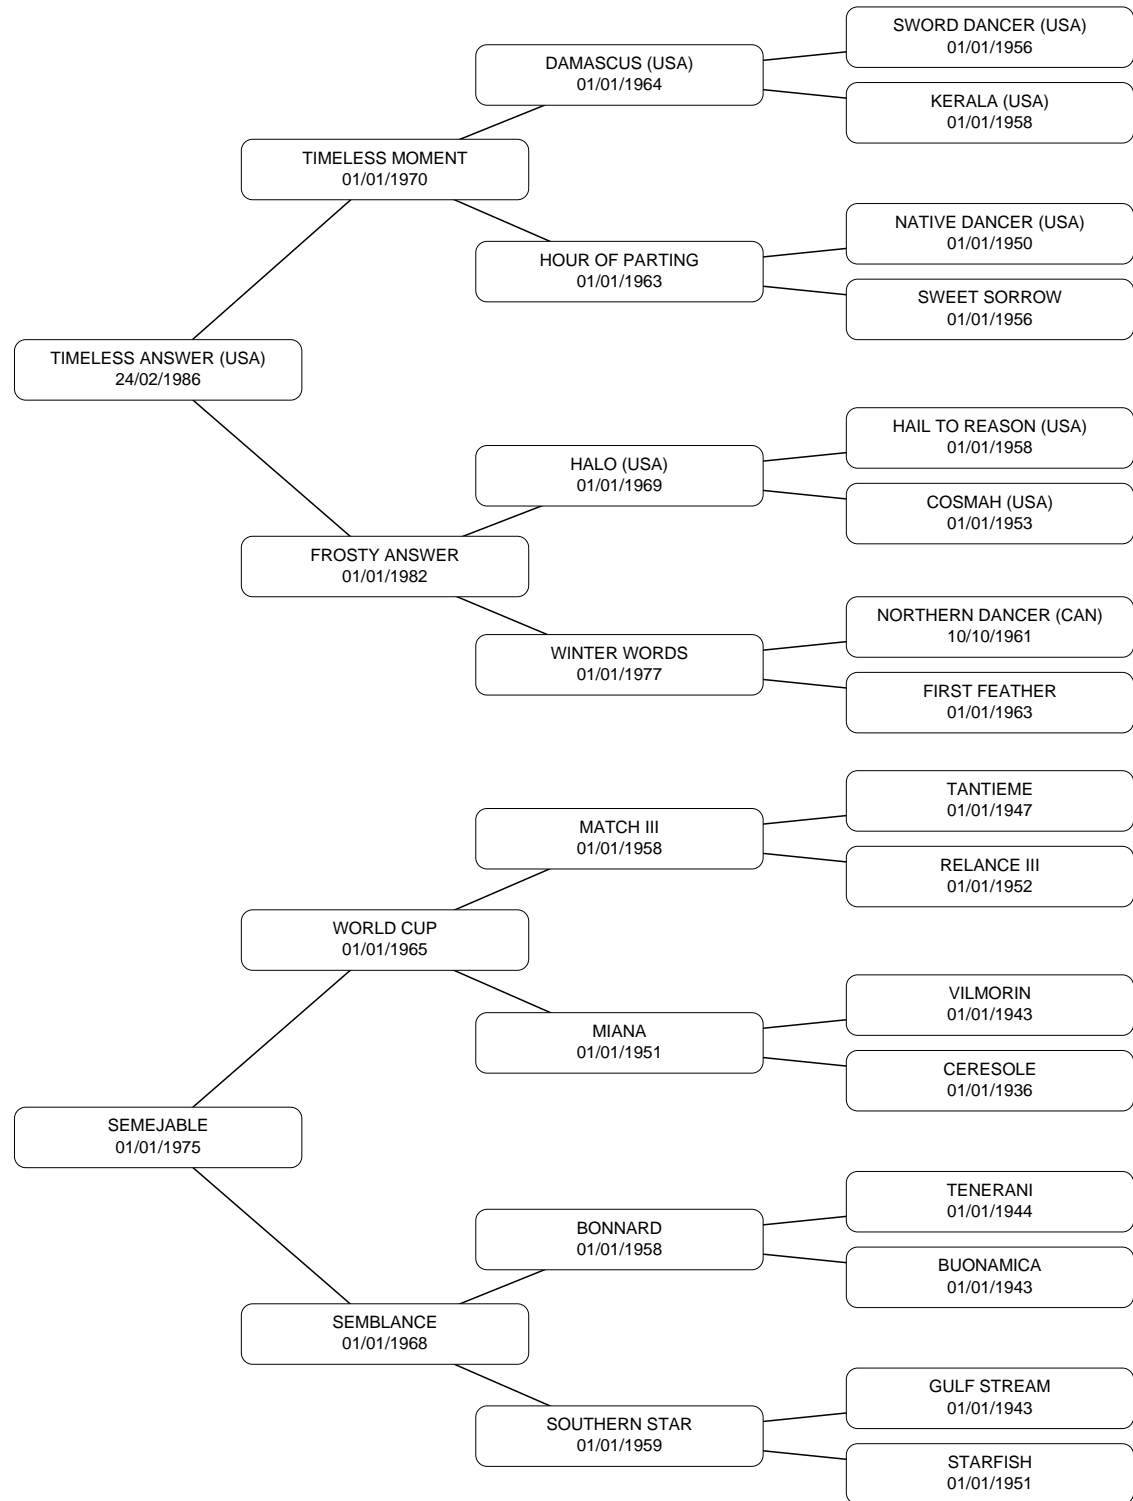 SWORD DANCER (USA)
01/01/1956
DAMASCUS (USA)
01/01/1964
KERALA (USA)
01/01/1958
TIMELESS MOMENT
01/01/1970
NATIVE DANCER (USA)
01/01/1950
HOUR OF PARTING
01/01/1963
SWEET SORROW
01/01/1956
TIMELESS ANSWER (USA)
24/02/1986
HAIL TO REASON (USA)
01/01/1958
HALO (USA)
01/01/1969
COSMAH (USA)
01/01/1953
FROSTY ANSWER
01/01/1982
NORTHERN DANCER (CAN)
10/10/1961
WINTER WORDS
01/01/1977
FIRST FEATHER
01/01/1963
TANTIEME
01/01/1947
MATCH III
01/01/1958
RELANCE III
01/01/1952
WORLD CUP
01/01/1965
VILMORIN
01/01/1943
MIANA
01/01/1951
CERESOLE
01/01/1936
SEMEJABLE
01/01/1975
TENERANI
01/01/1944
BONNARD
01/01/1958
BUONAMICA
01/01/1943
SEMBLANCE
01/01/1968
GULF STREAM
01/01/1943
SOUTHERN STAR
01/01/1959
STARFISH
01/01/1951